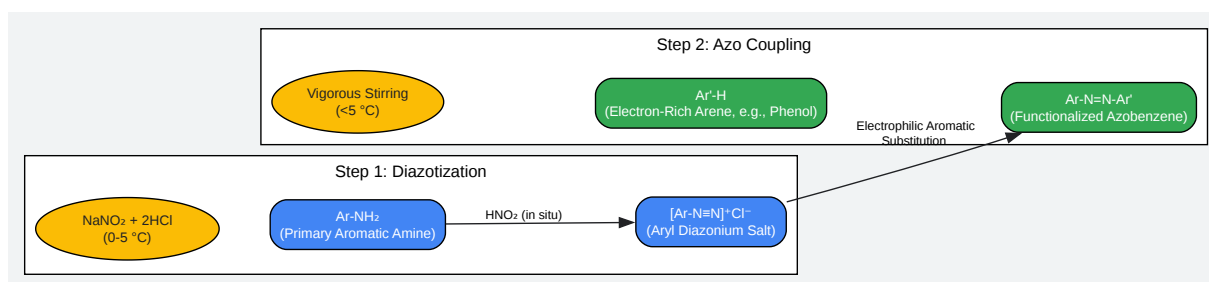 Step 2: Azo Coupling
Vigorous Stirring
(<5 °C)
Ar'-H
(Electron-Rich Arene, e.g., Phenol)
Ar-N=N-Ar'
(Functionalized Azobenzene)
Electrophilic Aromatic
Substitution
Step 1: Diazotization
NaNO₂ + 2HCl
(0-5 °C)
Ar-NH₂
(Primary Aromatic Amine)
HNO₂ (in situ)
[Ar-N≡N]⁺Cl⁻
(Aryl Diazonium Salt)